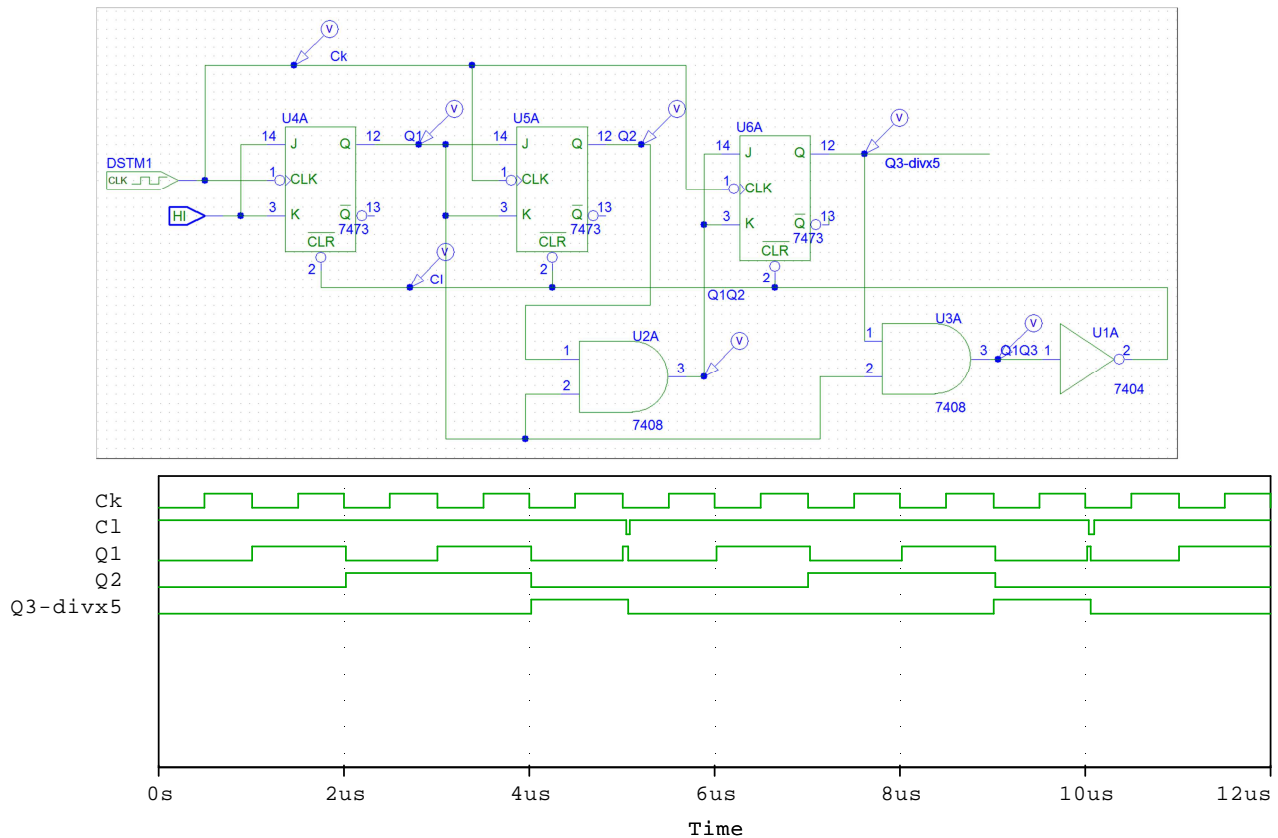 V
Ck
V
V
V
U4A
U5A
U6A
14 J Q 12 Q1
14 J Q 12 Q2
14 J Q 12
Q3-divx5
DSTM1
CLK
1 CLK
1 CLK
1 CLK
HI
3 K Q 13
3 K Q 13
3 K Q 13
7473
7473
7473
CLR
CLR
CLR
2
2
2
V
Cl
Q1Q2
U2A
V
U3A
V
U1A
1
2
3
7408
1
2
3
Q1Q3
1
2
7408
7404
Ck
Cl
Q1
Q2
Q3-divx5
0s 2us 4us 6us 8us 10us 12us
Time